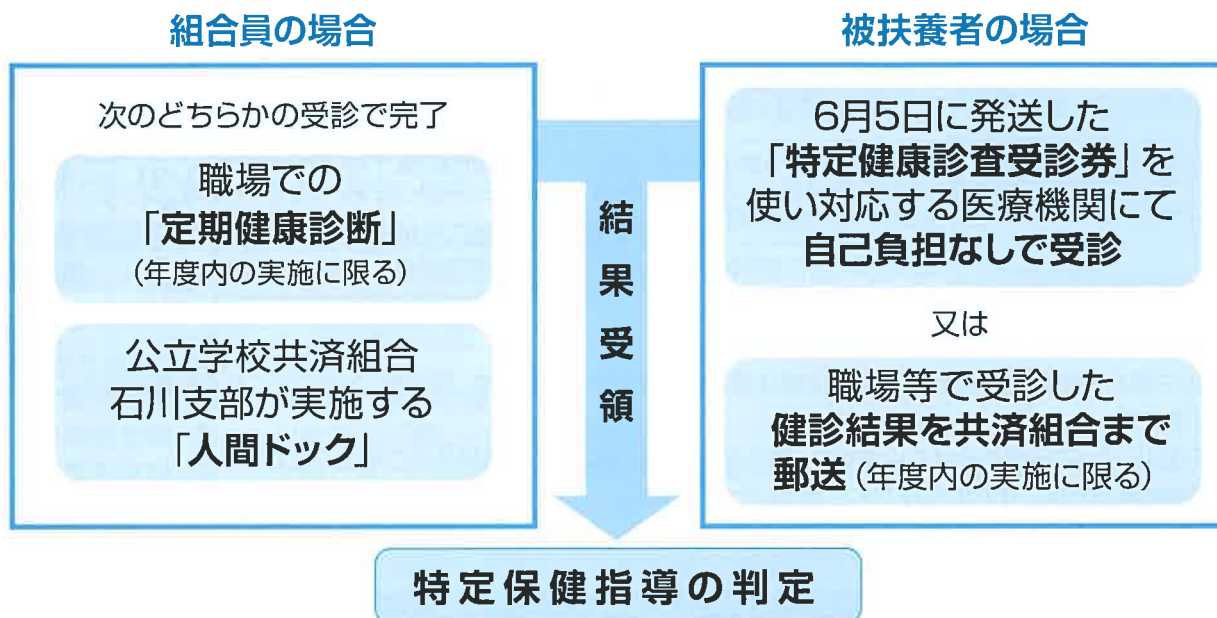 組合員の場合
次のどちらかの受診で完了
職場での
「定期健康診断」
(年度内の実施に限る)
公立学校共済組合
石川支部が実施する
「人間ドック」
結果受領
被扶養者の場合
6月5日に発送した
「特定健康診査受診券」を
使い対応する医療機関にて
自己負担なしで受診
又は
職場等で受診した
健診結果を共済組合まで
郵送(年度内の実施に限る)
特定保健指導の判定